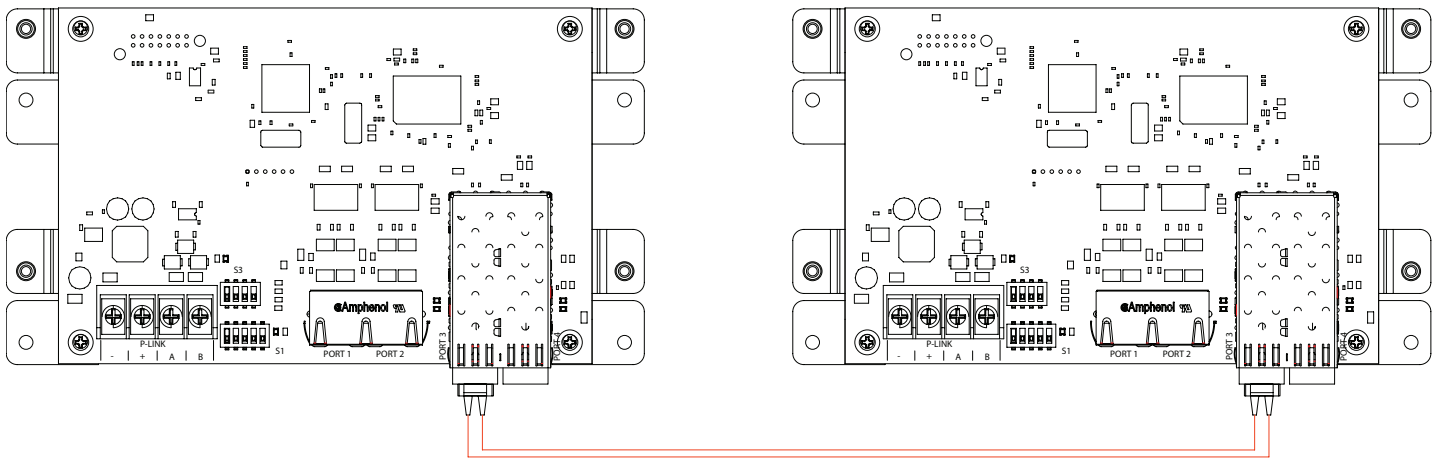 S3
Amphenol
P-LINK
- + A B
S1
PORT 1 PORT 2
PORT 3
PORT 4
S3
Amphenol
P-LINK
- + A B
S1
PORT 1 PORT 2
PORT 3
PORT 4